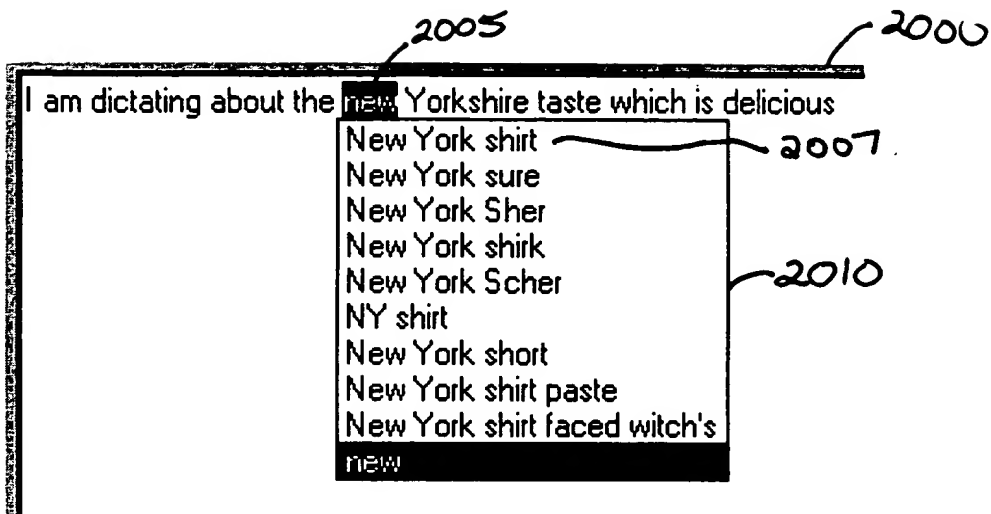 2005
2000
I am dictating about the new Yorkshire taste which is delicious
New York shirt
2007.
New York sure
New York Sher
New York shirk
New York Scher
2010
NY shirt
New York short
New York shirt paste
New York shirt faced witch's
new